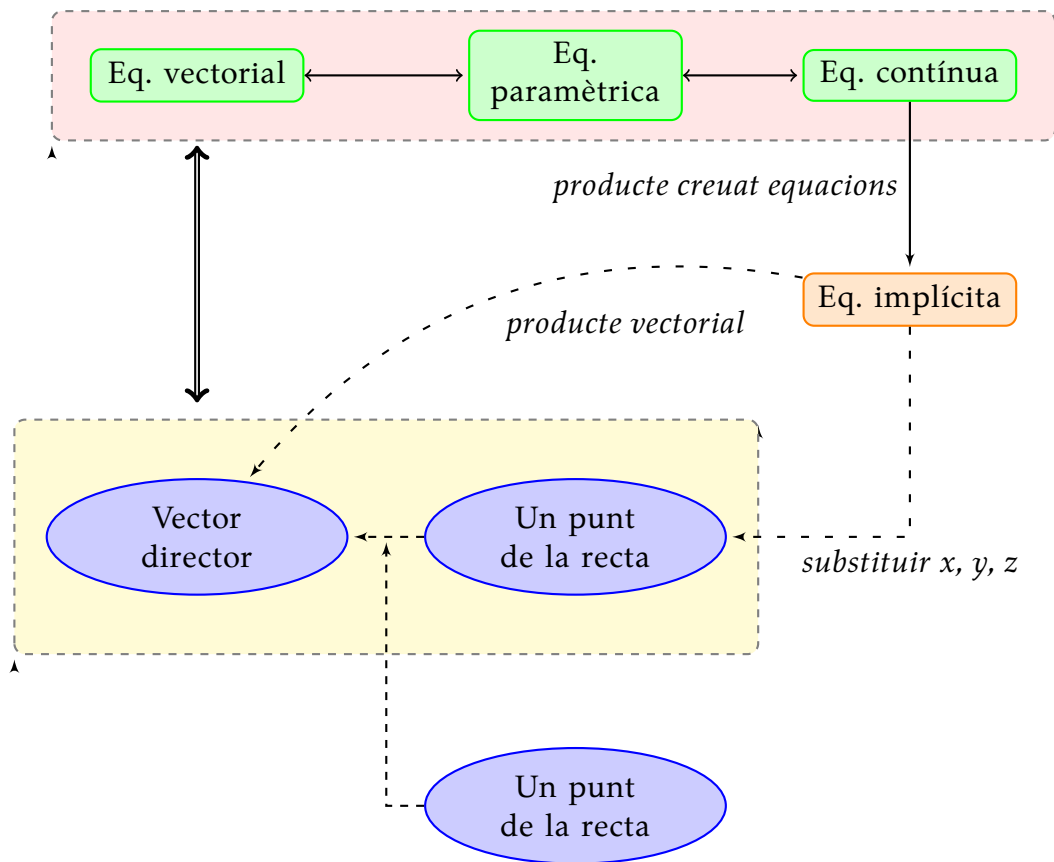 Eq. vectorial
Eq.
paramètrica
Eq. contínua
producte creuat equacions
Eq. implícita
producte vectorial
Vector
director
Un punt
de la recta
substituir x, y, z
Un punt
de la recta